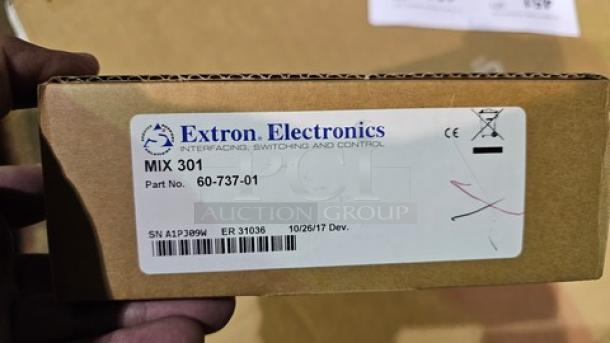 Extron. Electronics
INTERFACING, SWITCHING AND CONTROL
MIX 301
Part No. 60-737-01
PCI
AUCTION GROUP
SN A1PJ09W ER 31036 10/26/17 Dev.
CE